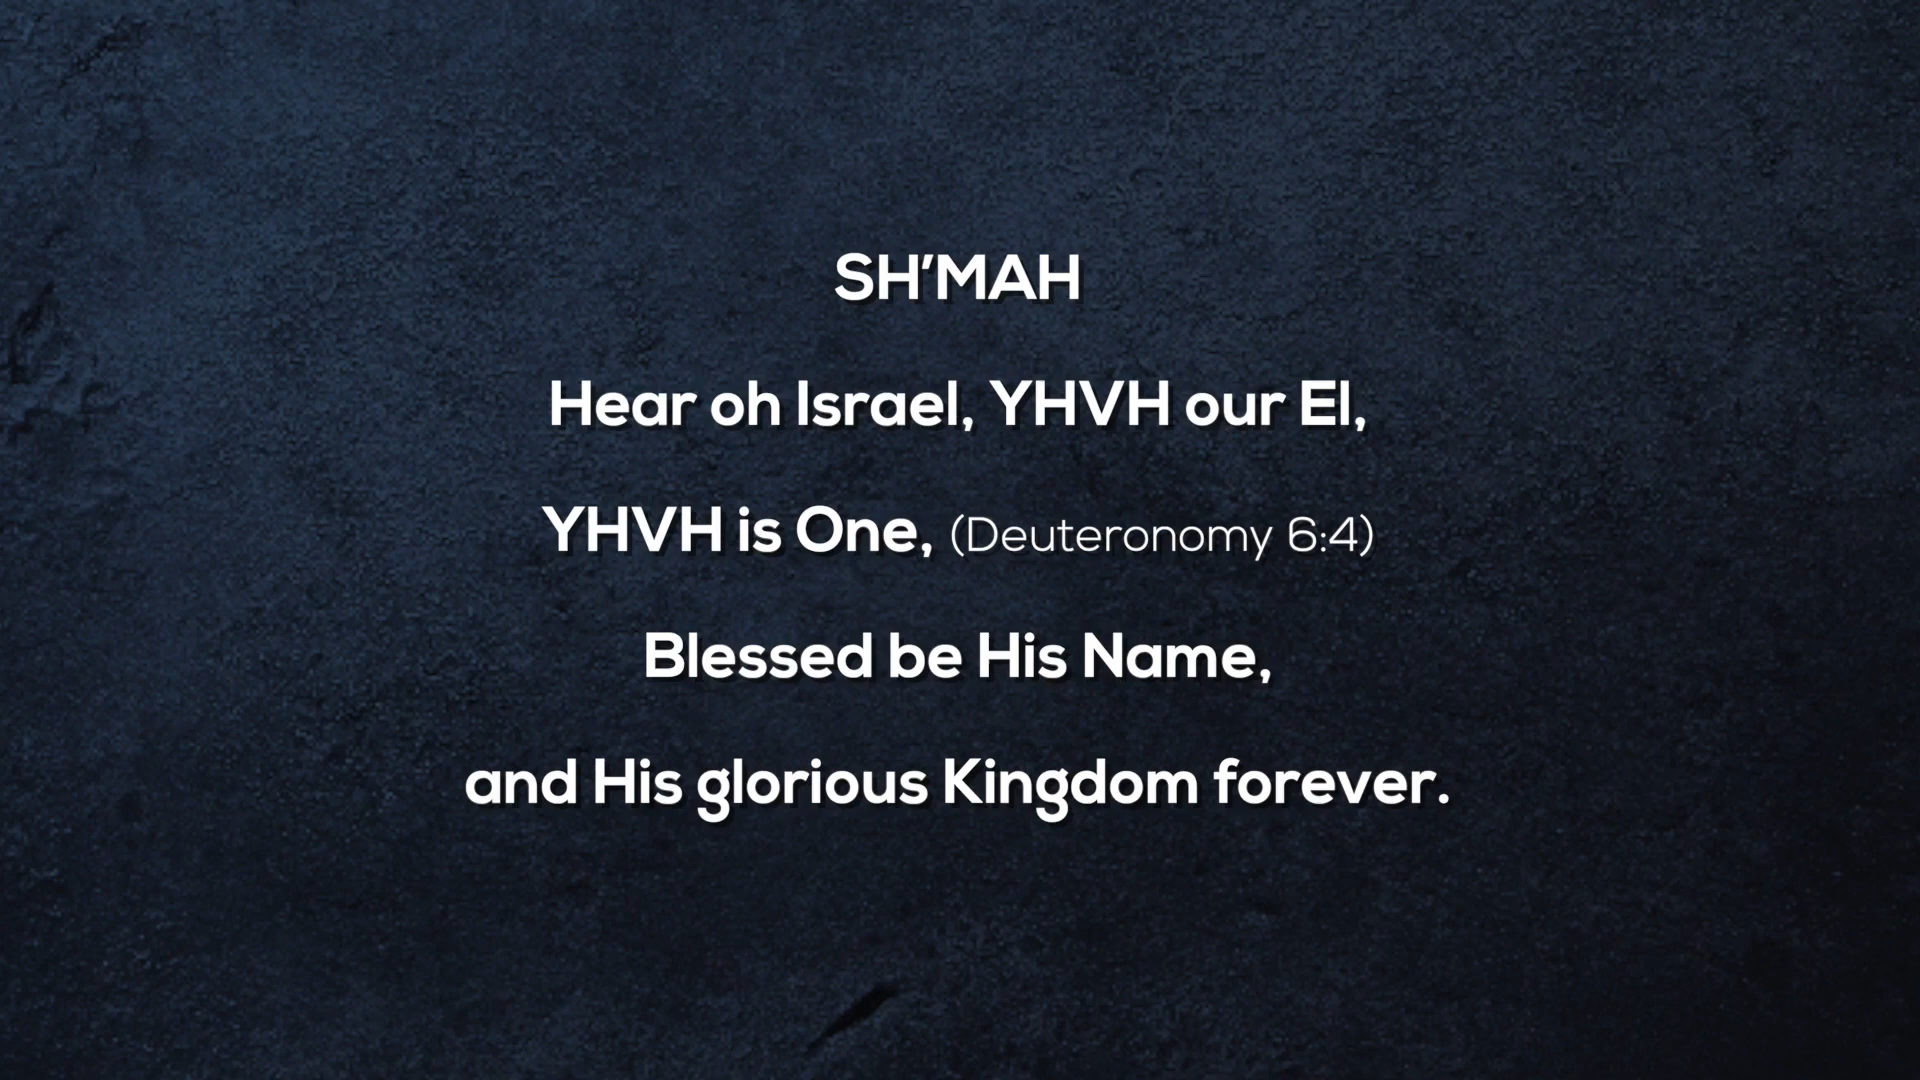 SH’MAH
Hear oh Israel, YHVH our El,
YHVH is One, (Deuteronomy 6:4)
Blessed be His Name,
and His glorious Kingdom forever.